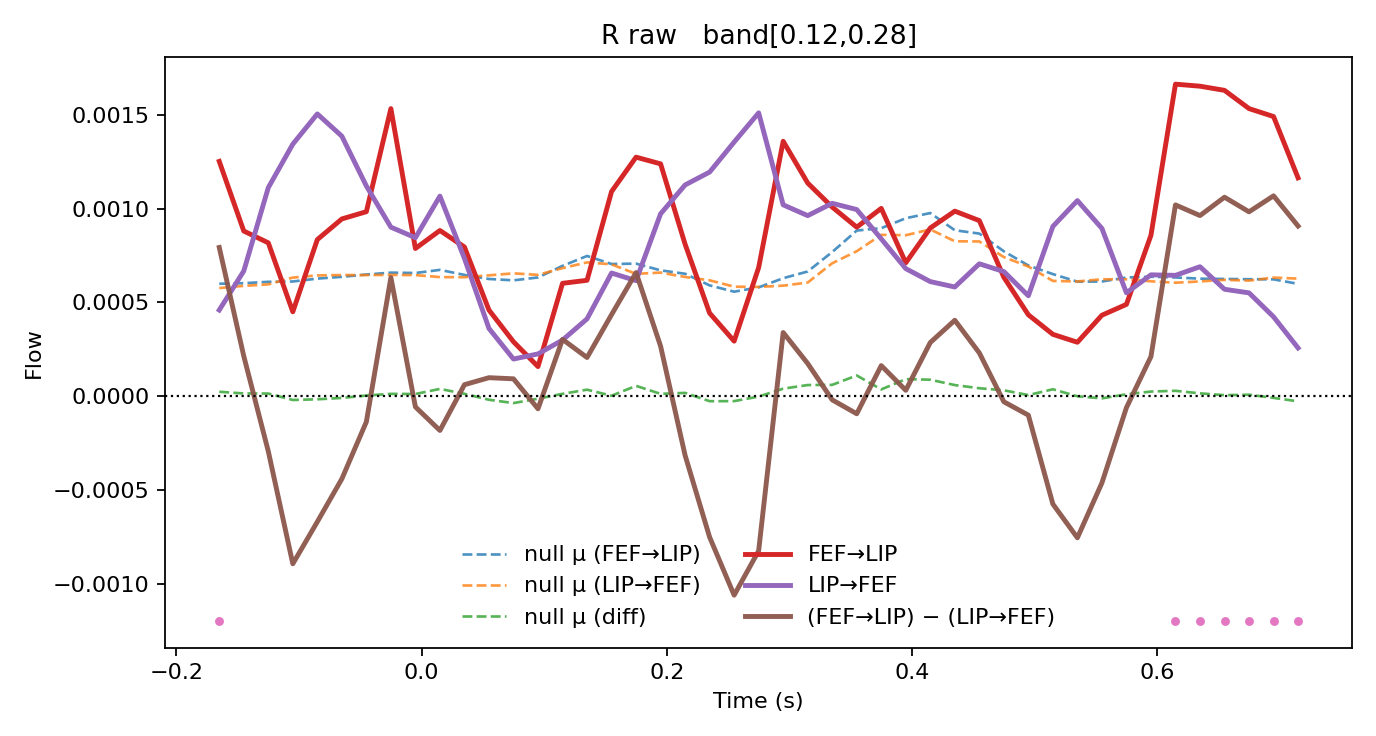 R raw   band[0.12,0.28]
0.0015
0.0010
0.0005
0.0000
−0.0005
−0.0010
Flow
null μ (FEF→LIP)
null μ (LIP→FEF)
null μ (diff)
FEF→LIP
LIP→FEF
(FEF→LIP) − (LIP→FEF)
−0.2
0.0
0.2
0.4
0.6
Time (s)